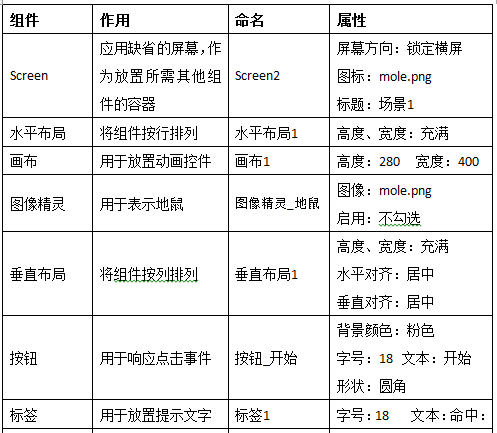 组件 作用 命名 属性
Screen 应用缺省的屏幕,作为放置所需其他组件的容器 Screen2 屏幕方向：锁定横屏
图标：mole.png
标题：场景1
水平布局 将组件按行排列 水平布局1 高度、宽度：充满
画布 用于放置动画控件 画布1 高度：280 宽度：400
图像精灵 用于表示地鼠 图像精灵_地鼠 图像：mole.png
启用：不勾选
垂直布局 将组件按列排列 垂直布局1 高度、宽度：充满
水平对齐：居中
垂直对齐：居中
按钮 用于响应点击事件 按钮_开始 背景颜色：粉色
字号：18 文本：开始
形状：圆角
标签 用于放置提示文字 标签1 字号:18 文本:命中: